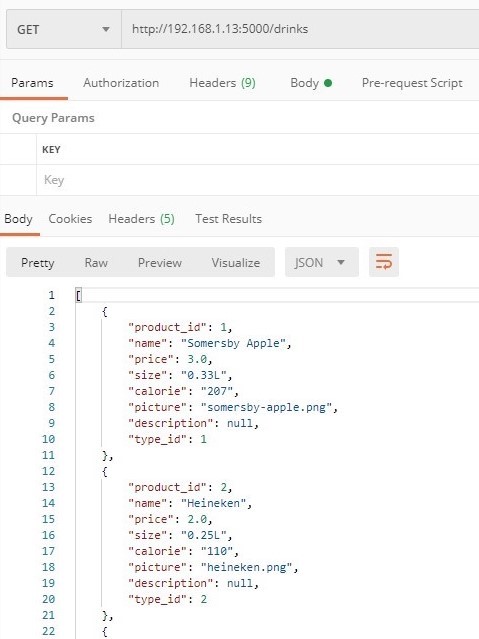 GET http://192.168.1.13:5000/drinks
Params Authorization Headers (9) Body Pre-request Script
Query Params
KEY
Key
Body Cookies Headers (5) Test Results
Pretty Raw Preview Visualize JSON
1 [
2 {
3 "product_id": 1,
4 "name": "Somersby Apple",
5 "price": 3.0,
6 "size": "0.33L",
7 "calorie": "207",
8 "picture": "somersby-apple.png",
9 "description": null,
10 "type_id": 1
11 },
12 {
13 "product_id": 2,
14 "name": "Heineken",
15 "price": 2.0,
16 "size": "0.25L",
17 "calorie": "110",
18 "picture": "heineken.png",
19 "description": null,
20 "type_id": 2
21 },
22 {